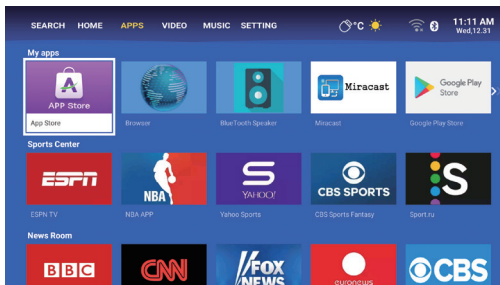 SEARCH HOME APPS VIDEO MUSIC SETTING °C 11:11 AM
Wed,12.31
My apps
APP Store
Miracast
Google Play
Store
App Store Browser BlueTooth Speaker Miracast Google Play Store
Sports Center
ESPN NBA YAHOO! CBS SPORTS S
ESPN TV NBA APP Yahoo Sports CBS Sports Fantasy Sport ru
News Room
BBC CNN FOX NEWS euronews CBS